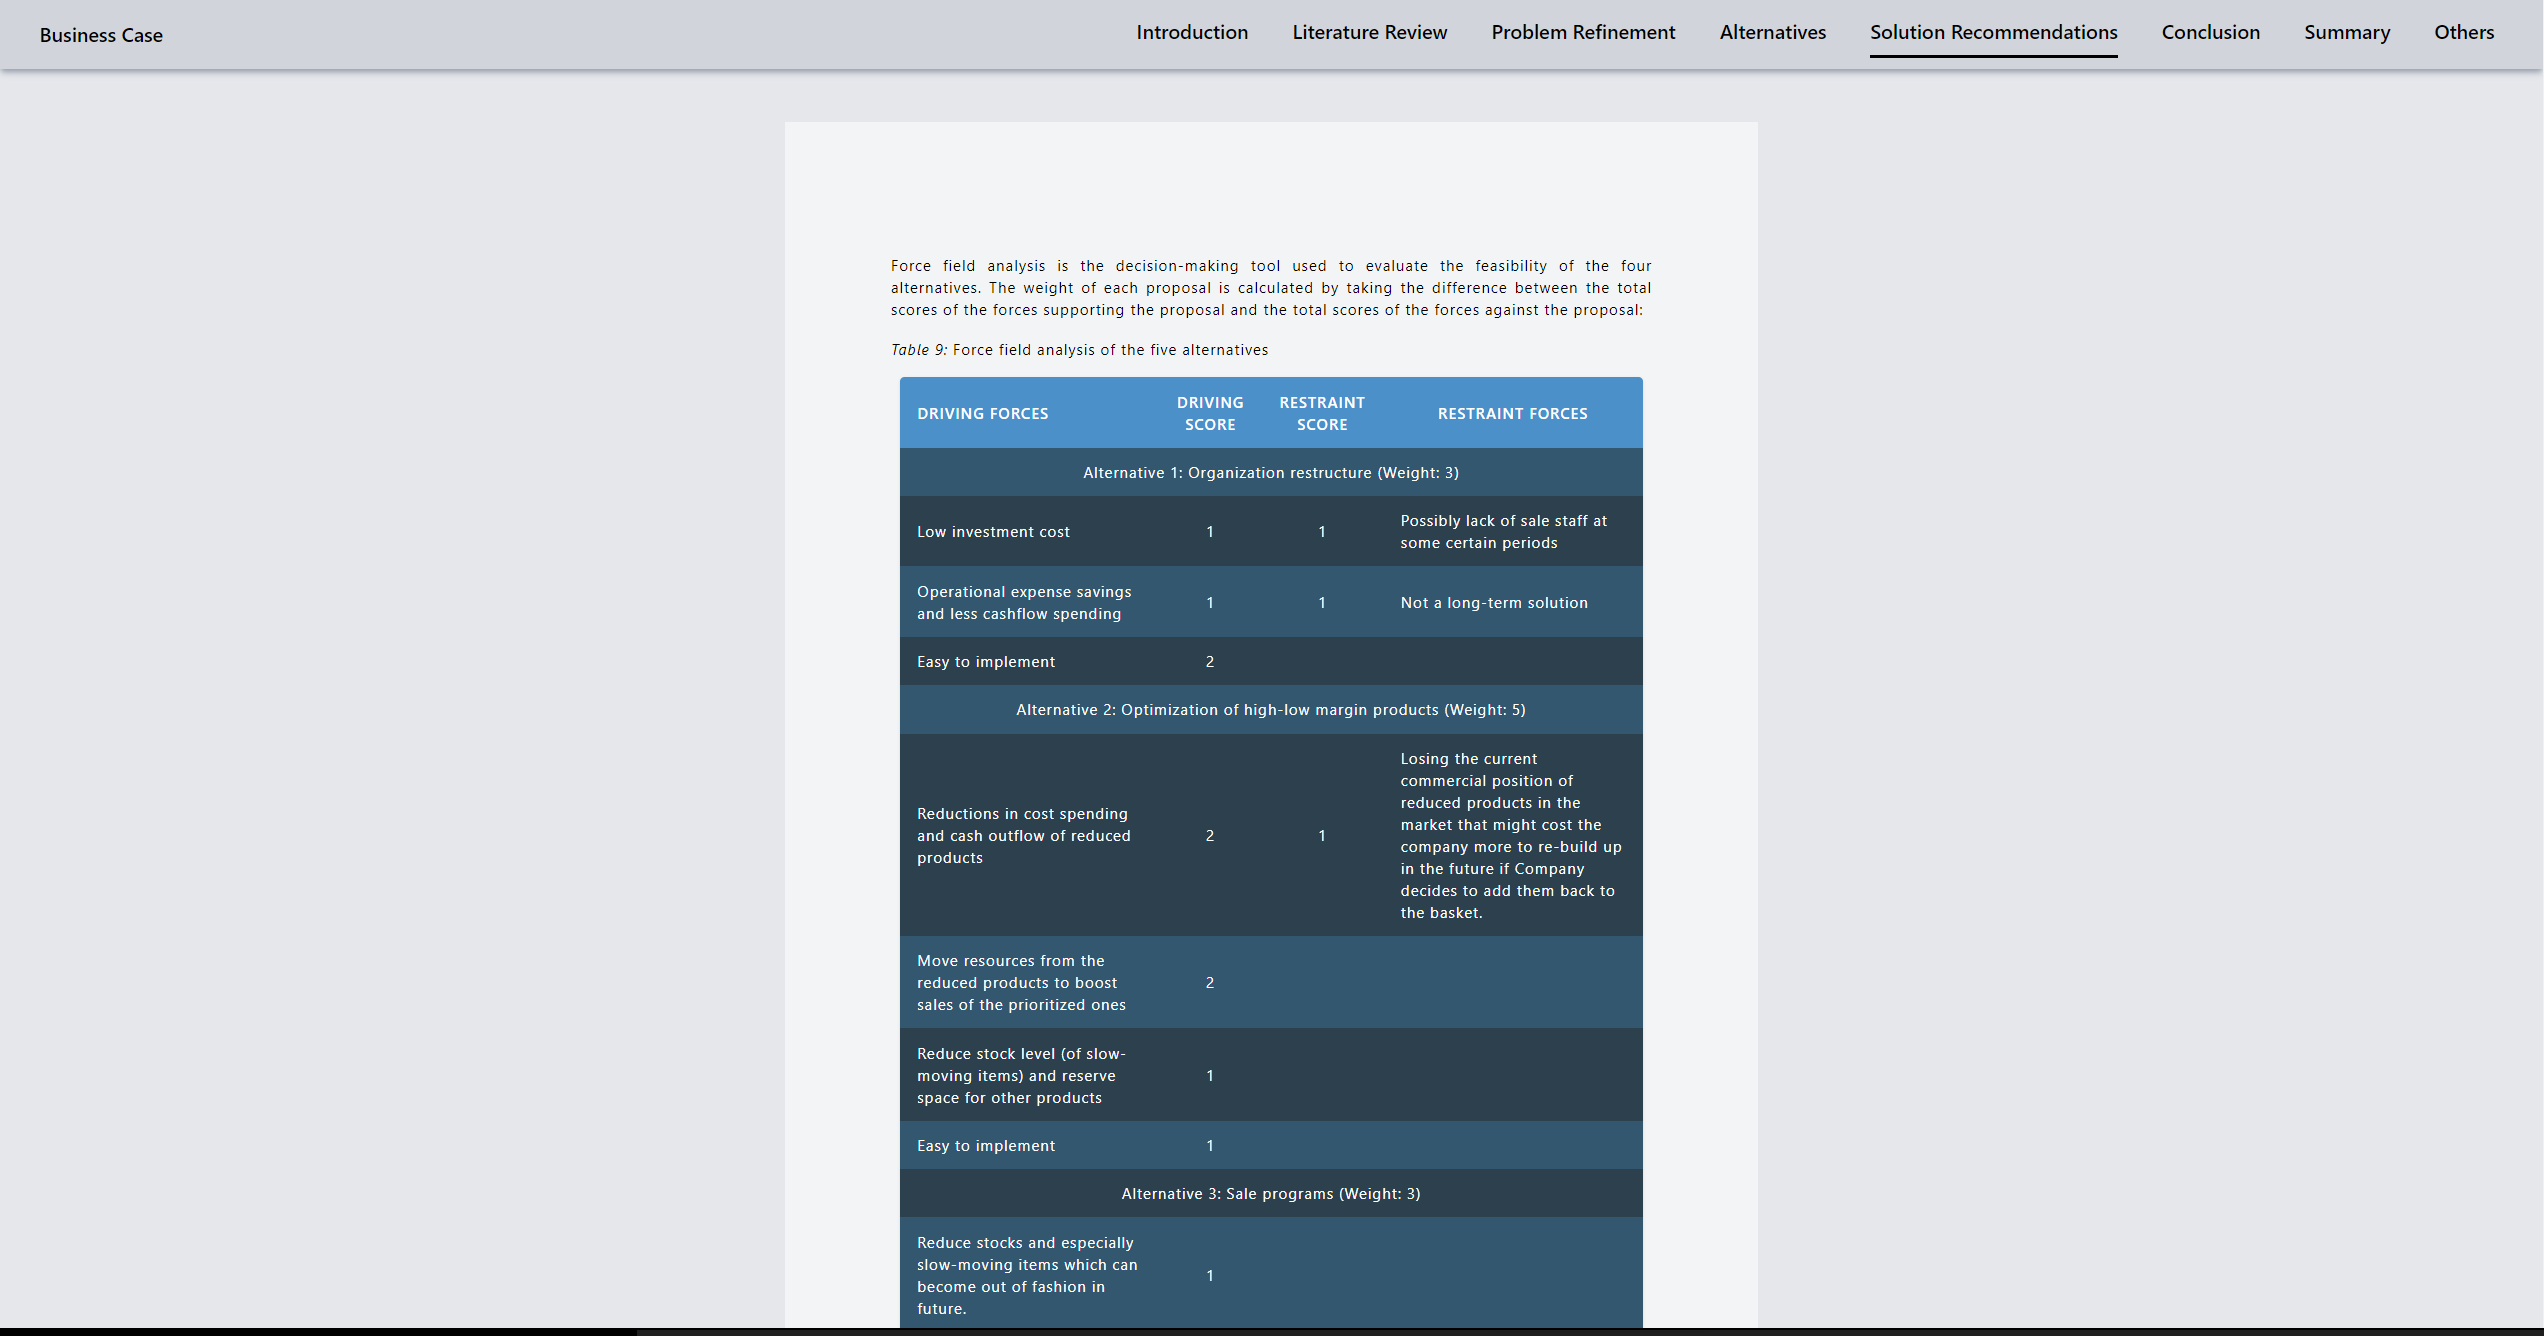 Business Case
Introduction
Literature Review
Problem Refinement
Alternatives
Solution Recommendations
Conclusion
Summary
Others
Force field analysis is the decision-making tool used to evaluate the feasibility of the four
alternatives. The weight of each proposal is calculated by taking the difference between the total
scores of the forces supporting the proposal and the total scores of the forces against the proposal:
Table 9: Force field analysis of the five alternatives
DRIVING FORCES
DRIVING
SCORE
RESTRAINT
SCORE
RESTRAINT FORCES
Alternative 1: Organization restructure (Weight: 3)
Low investment cost
1
1
Possibly lack of sale staff at
some certain periods
Operational expense savings
and less cashflow spending
1
1
Not a long-term solution
Easy to implement
2
Alternative 2: Optimization of high-low margin products (Weight: 5)
Reductions in cost spending
and cash outflow of reduced
products
2
1
Losing the current
commercial position of
reduced products in the
market that might cost the
company more to re-build up
in the future if Company
decides to add them back to
the basket.
Move resources from the
reduced products to boost
sales of the prioritized ones
2
Reduce stock level (of slow-
moving items) and reserve
space for other products
1
Easy to implement
1
Alternative 3: Sale programs (Weight: 3)
Reduce stocks and especially
slow-moving items which can
become out of fashion in
future.
1